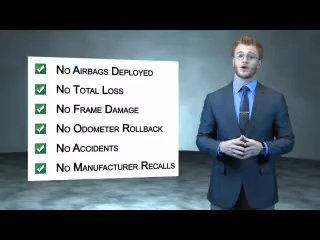 No Airbags Deployed
No Total Loss
No Frame Damage
No Odometer Rollback
No Accidents
No Manufacturer Recalls